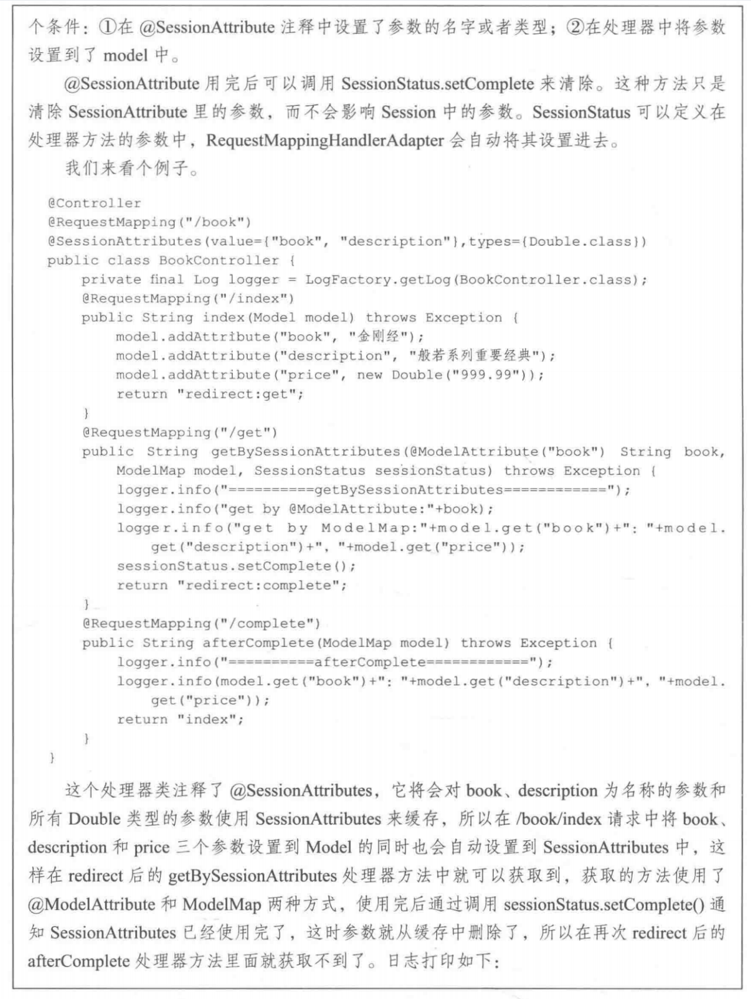 个条件：①在 @SessionAttribute 注释中设置了参数的名字或者类型；②在处理器中将参数
设置到了 model 中。
@SessionAttribute 用完后可以调用 SessionStatus.setComplete 来清除。这种方法只是
清除 SessionAttribute 里的参数，而不会影响 Session 中的参数。SessionStatus 可以定义在
处理器方法的参数中，RequestMappingHandlerAdapter 会自动将其设置进去。
我们来看个例子。
@Controller
@RequestMapping("/book")
@SessionAttributes(value={"book", "description"},types={Double.class})
public class BookController {
    private final Log logger = LogFactory.getLog(BookController.class);
    @RequestMapping("/index")
    public String index(Model model) throws Exception {
        model.addAttribute("book", "金刚经");
        model.addAttribute("description", "般若系列重要经典");
        model.addAttribute("price", new Double("999.99"));
        return "redirect:get";
    }
    @RequestMapping("/get")
    public String getBySessionAttributes(@ModelAttribute("book") String book,
        ModelMap model, SessionStatus sessionStatus) throws Exception {
        logger.info("==========getBySessionAttributes============");
        logger.info("get by @ModelAttribute:"+book);
        logger.info("get by ModelMap:"+model.get("book")+": "+model.
            get("description")+", "+model.get("price"));
        sessionStatus.setComplete();
        return "redirect:complete";
    }
    @RequestMapping("/complete")
    public String afterComplete(ModelMap model) throws Exception {
        logger.info("==========afterComplete============");
        logger.info(model.get("book")+": "+model.get("description")+", "+model.
            get("price"));
        return "index";
    }
}
这个处理器类注释了 @SessionAttributes，它将会对 book、description 为名称的参数和
所有 Double 类型的参数使用 SessionAttributes 来缓存，所以在 /book/index 请求中将 book、
description 和 price 三个参数设置到 Model 的同时也会自动设置到 SessionAttributes 中，这
样在 redirect 后的 getBySessionAttributes 处理器方法中就可以获取到，获取的方法使用了
@ModelAttribute 和 ModelMap 两种方式，使用完后通过调用 sessionStatus.setComplete() 通
知 SessionAttributes 已经使用完了，这时参数就从缓存中删除了，所以在再次 redirect 后的
afterComplete 处理器方法里面就获取不到了。日志打印如下：